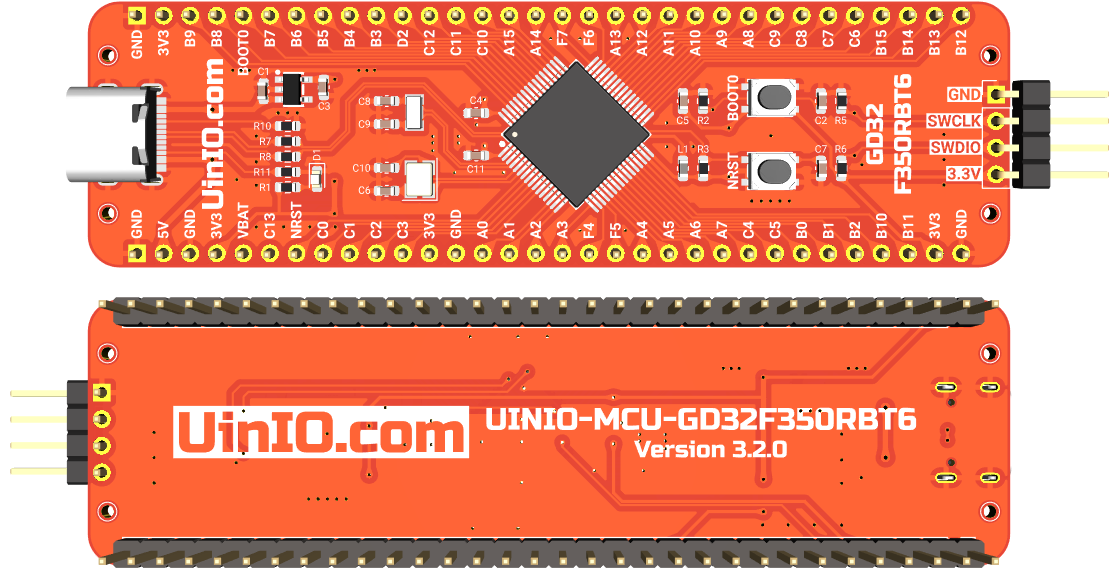 GND 3V3 B9 B8 BOOT0 B7 B6 B5 B4 B3 D2 C12 C11 C10 A15 A14 F7 F6 A13 A12 A11 A10 A9 A8 C9 C8 C7 C6 B15 B14 B13 B12
UinIO.com
C1
C3
R10
R7
R8
R11
R1
D1
C8
C9
C10
C6
C4
C11
C5 R2
L1 R3
BOOT0
NRST
C2 R5
C7 R6
GD32
F350RBT6
GND
SWCLK
SWDIO
3.3V
GND 5V GND 3V3 VBAT C13 NRST C0 C1 C2 C3 3V3 GND A0 A1 A2 A3 F4 F5 A4 A5 A6 A7 C4 C5 B0 B1 B2 B10 B11 3V3 GND
UinIO.com
UINIO-MCU-GD32F350RBT6
Version 3.2.0